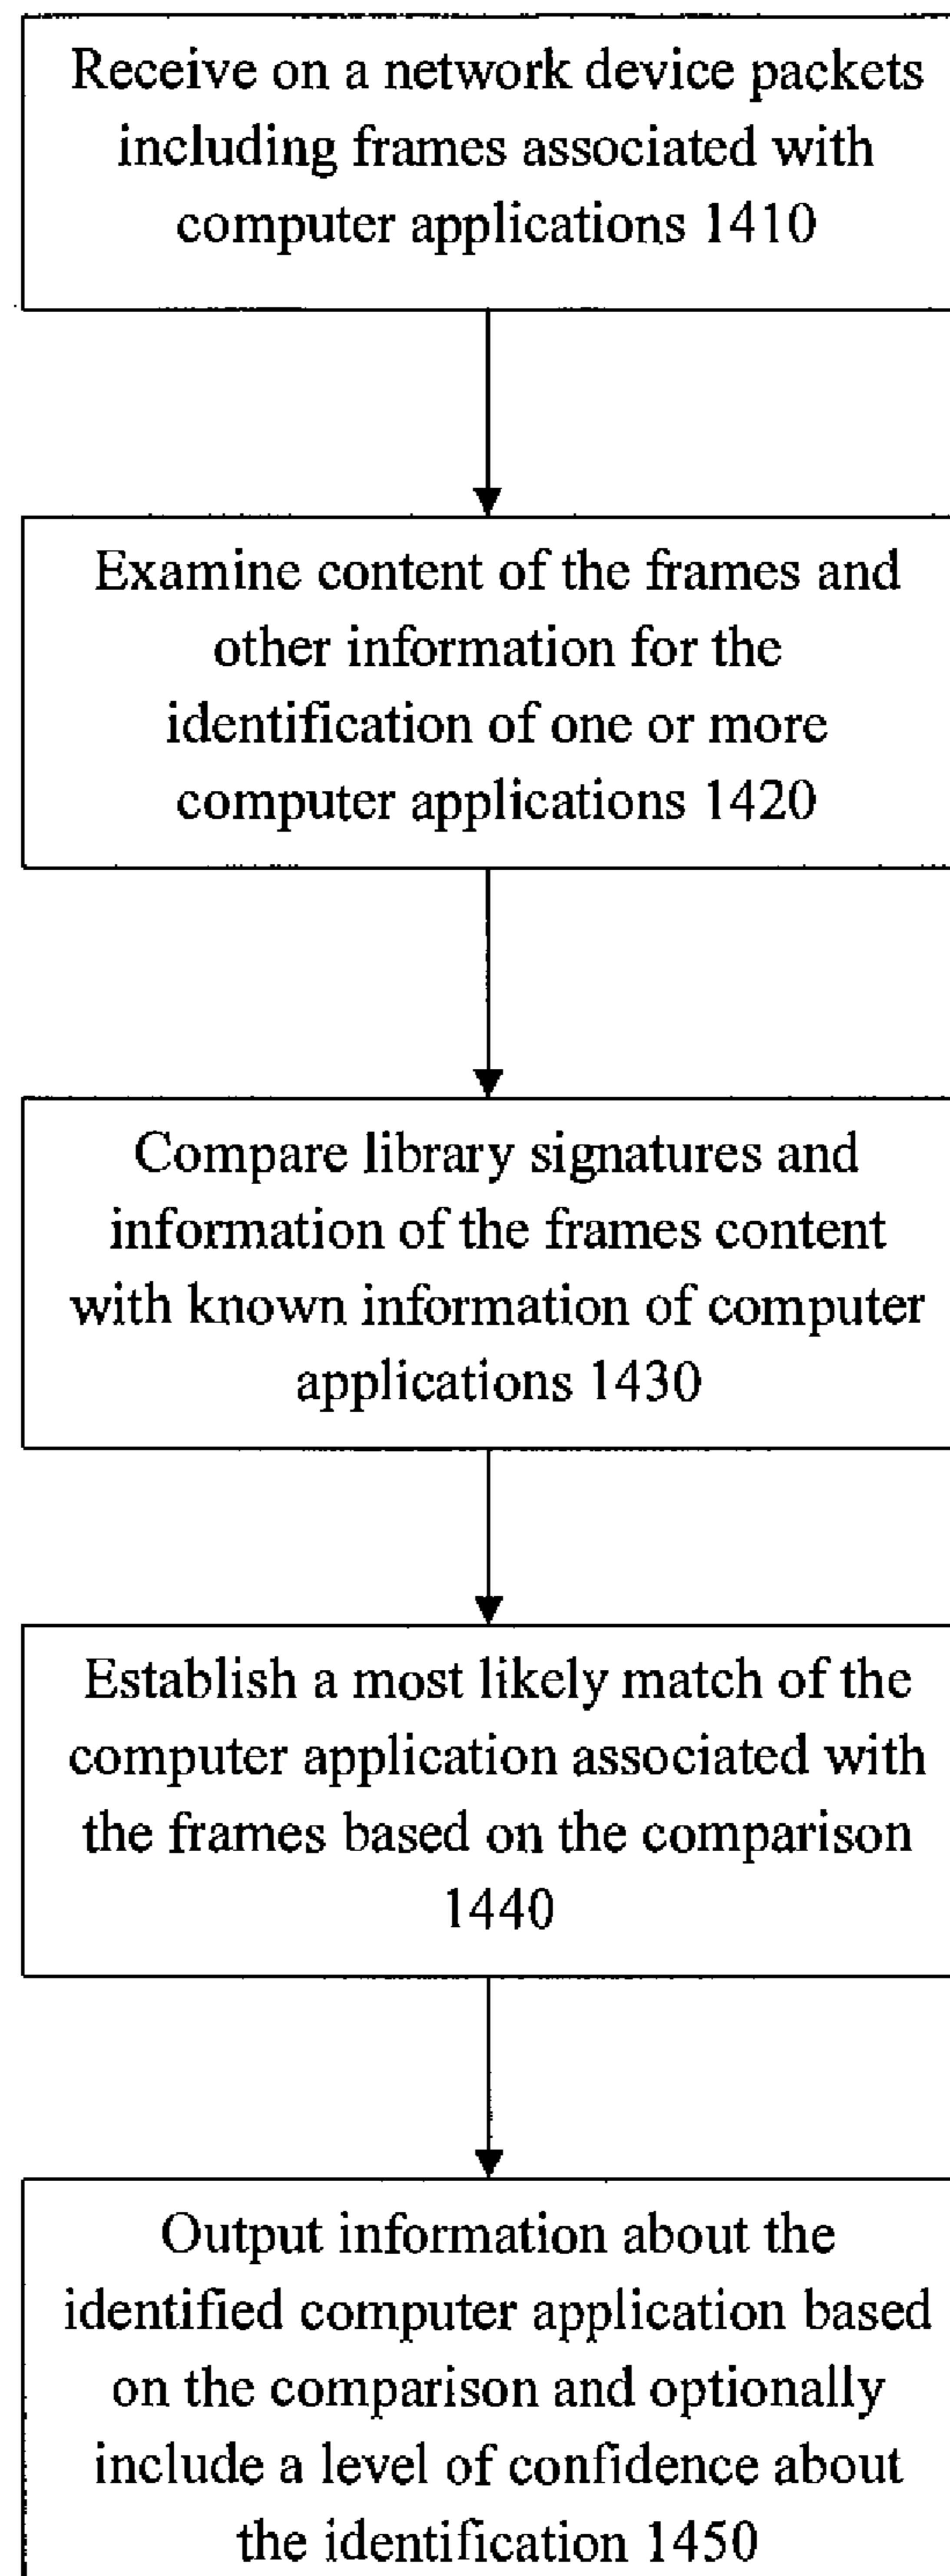 Receive on a network device packets
including frames associated with
computer applications 1410
Examine content of the frames and
other information for the
identification of one or more
computer applications 1420
Compare library signatures and
information of the frames content
with known information of computer
applications 1430
Establish a most likely match of the
computer application associated with
the frames based on the comparison
1440
Output information about the
identified computer application based
on the comparison and optionally
include a level of confidence about
the identification 1450